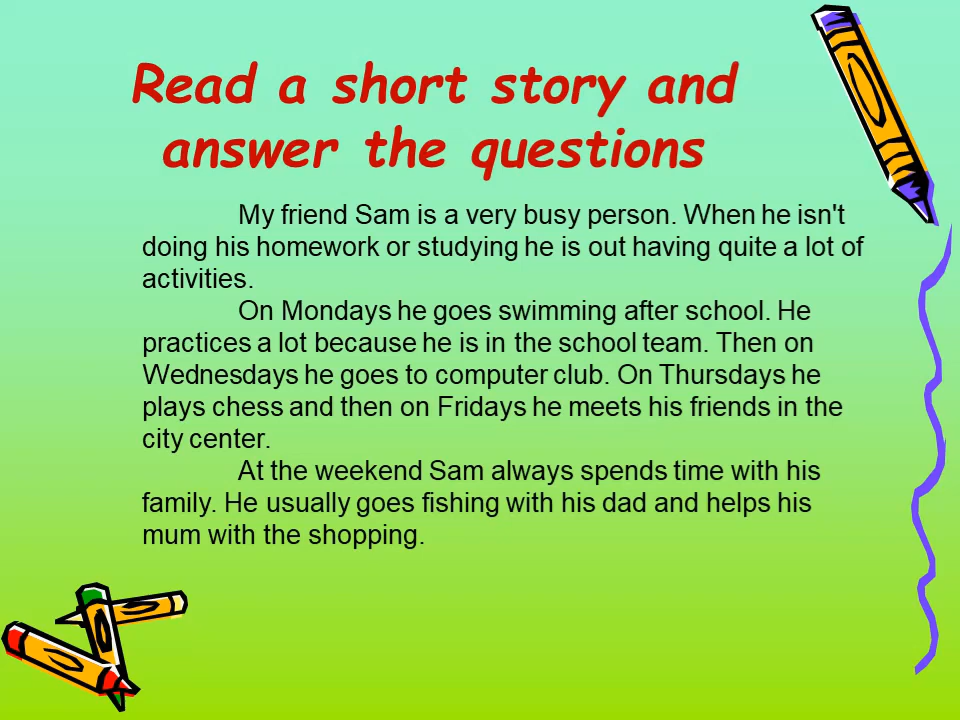 Read a short story and
answer the questions
My friend Sam is a very busy person. When he isn't
doing his homework or studying he is out having quite a lot of
activities.
On Mondays he goes swimming after school. He
practices a lot because he is in the school team. Then on
Wednesdays he goes to computer club. On Thursdays he
plays chess and then on Fridays he meets his friends in the
city center.
At the weekend Sam always spends time with his
family. He usually goes fishing with his dad and helps his
mum with the shopping.